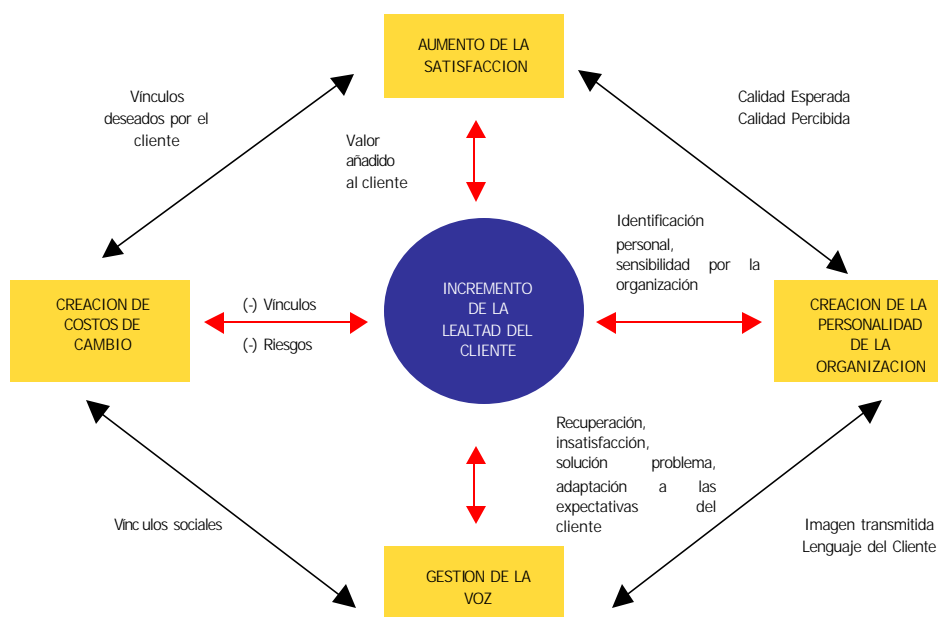 AUMENTO DE LA
SATISFACCION
Vínculos
deseados por el
cliente
Calidad Esperada
Calidad Percibida
Valor
añadido
al cliente
Identificación
personal,
sensibilidad por la
organización
CREACION DE
COSTOS DE
CAMBIO
(-) Vínculos
(-) Riesgos
INCREMENTO
DE LA
LEALTAD DEL
CLIENTE
CREACION DE LA
PERSONALIDAD
DE LA
ORGANIZACION
Recuperación,
insatisfacción,
solución problema,
adaptación a las
expectativas del
cliente
Vínculos sociales
Imagen transmitida
Lenguaje del Cliente
GESTION DE LA
VOZ